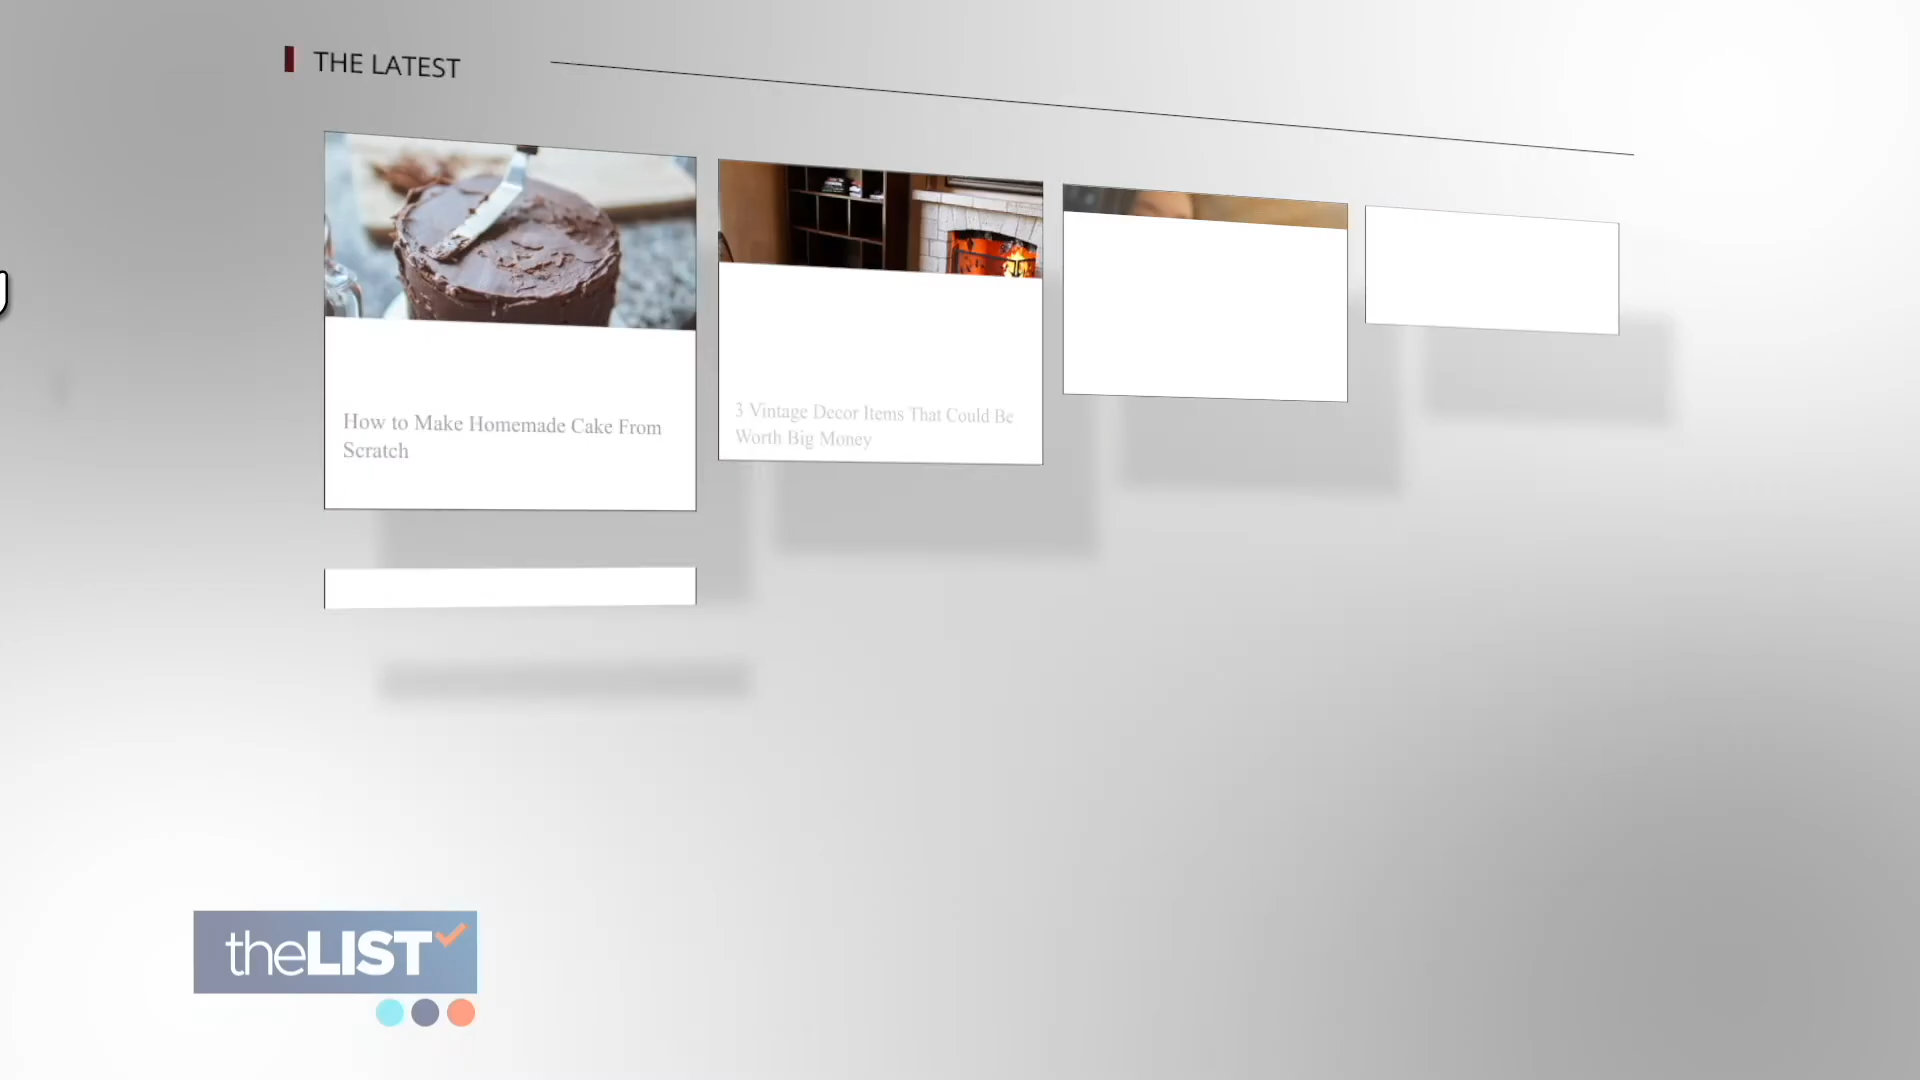 THE LATEST
How to Make Homemade Cake From
Scratch
3 Vintage Decor Items That Could Be
Worth Big Money
theLIST